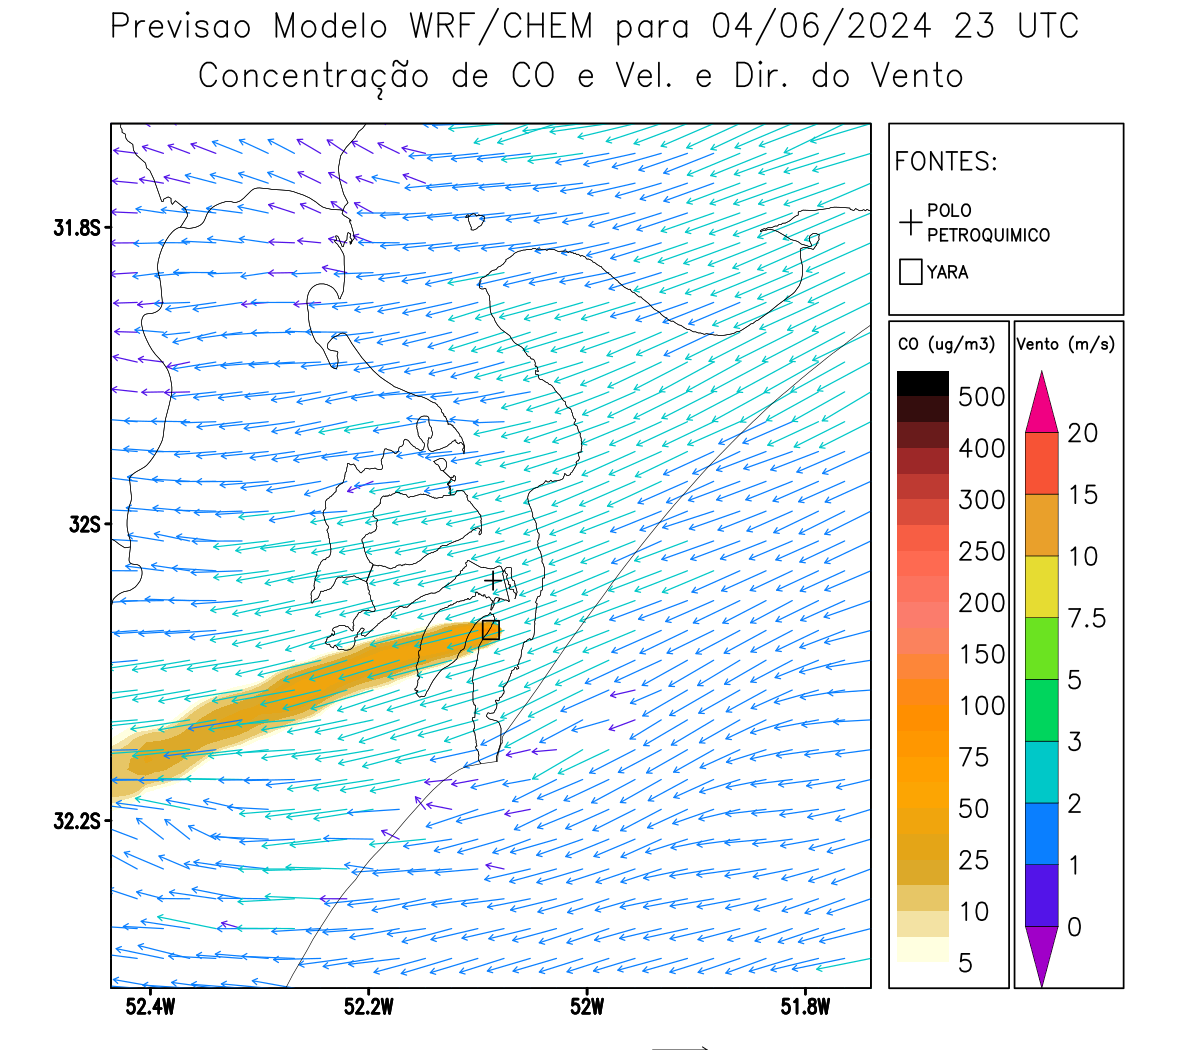 Previsao Modelo WRF/CHEM para 04/06/2024 23 UTC
Concentração de CO e Vel. e Dir. do Vento
FONTES:
POLO
PETROQUIMICO
YARA
CO (ug/m3)
500
400
300
250
200
150
100
75
50
25
10
5
Vento (m/s)
20
15
10
7.5
5
3
2
1
0
31.8S
32S
32.2S
52.4W
52.2W
52W
51.8W